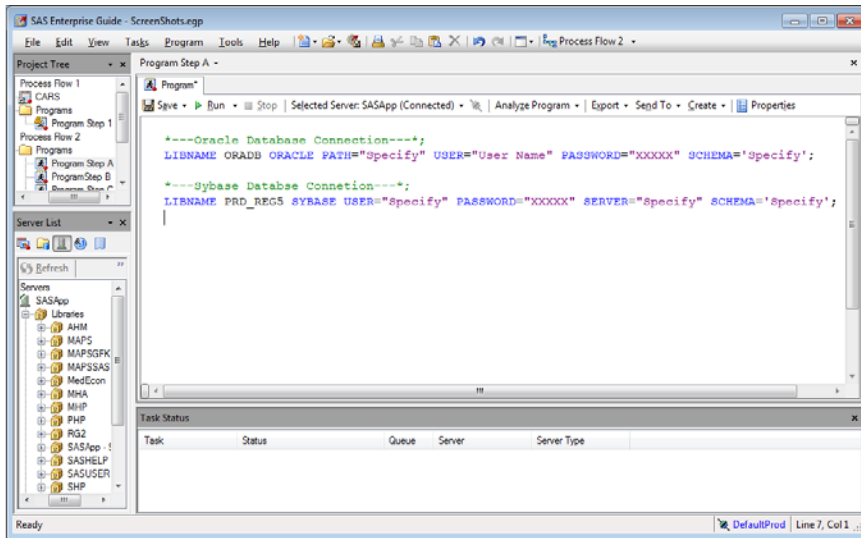 SAS Enterprise Guide - ScreenShots.egp
File Edit View Tasks Program Tools Help Process Flow 2
Project Tree
Process Flow 1
CARS
Programs
Program Step 1
Process Flow 2
Programs
Program Step A
ProgramStep B
Program Step C
Server List
Refresh
Servers
SASApp
Libraries
AHM
MAPS
MAPSGFK
MAPSSAS
MedEcon
MHA
MHP
PHP
RG2
SASApp - S
SASHELP
SASUSER
SHP
Program Step A
Program*
Save Run Stop Selected Server: SASApp (Connected) Analyze Program Export Send To Create Properties
*---Oracle Database Connection---*;
LIBNAME ORADB ORACLE PATH="Specify" USER="User Name" PASSWORD="XXXXX" SCHEMA='Specify';
*---Sybase Databse Connetion---*;
LIBNAME PRD_REG5 SYBASE USER="Specify" PASSWORD="XXXXX" SERVER="Specify" SCHEMA='Specify';
Task Status
Task Status Queue Server Server Type
Ready
DefaultProd Line 7, Col 1